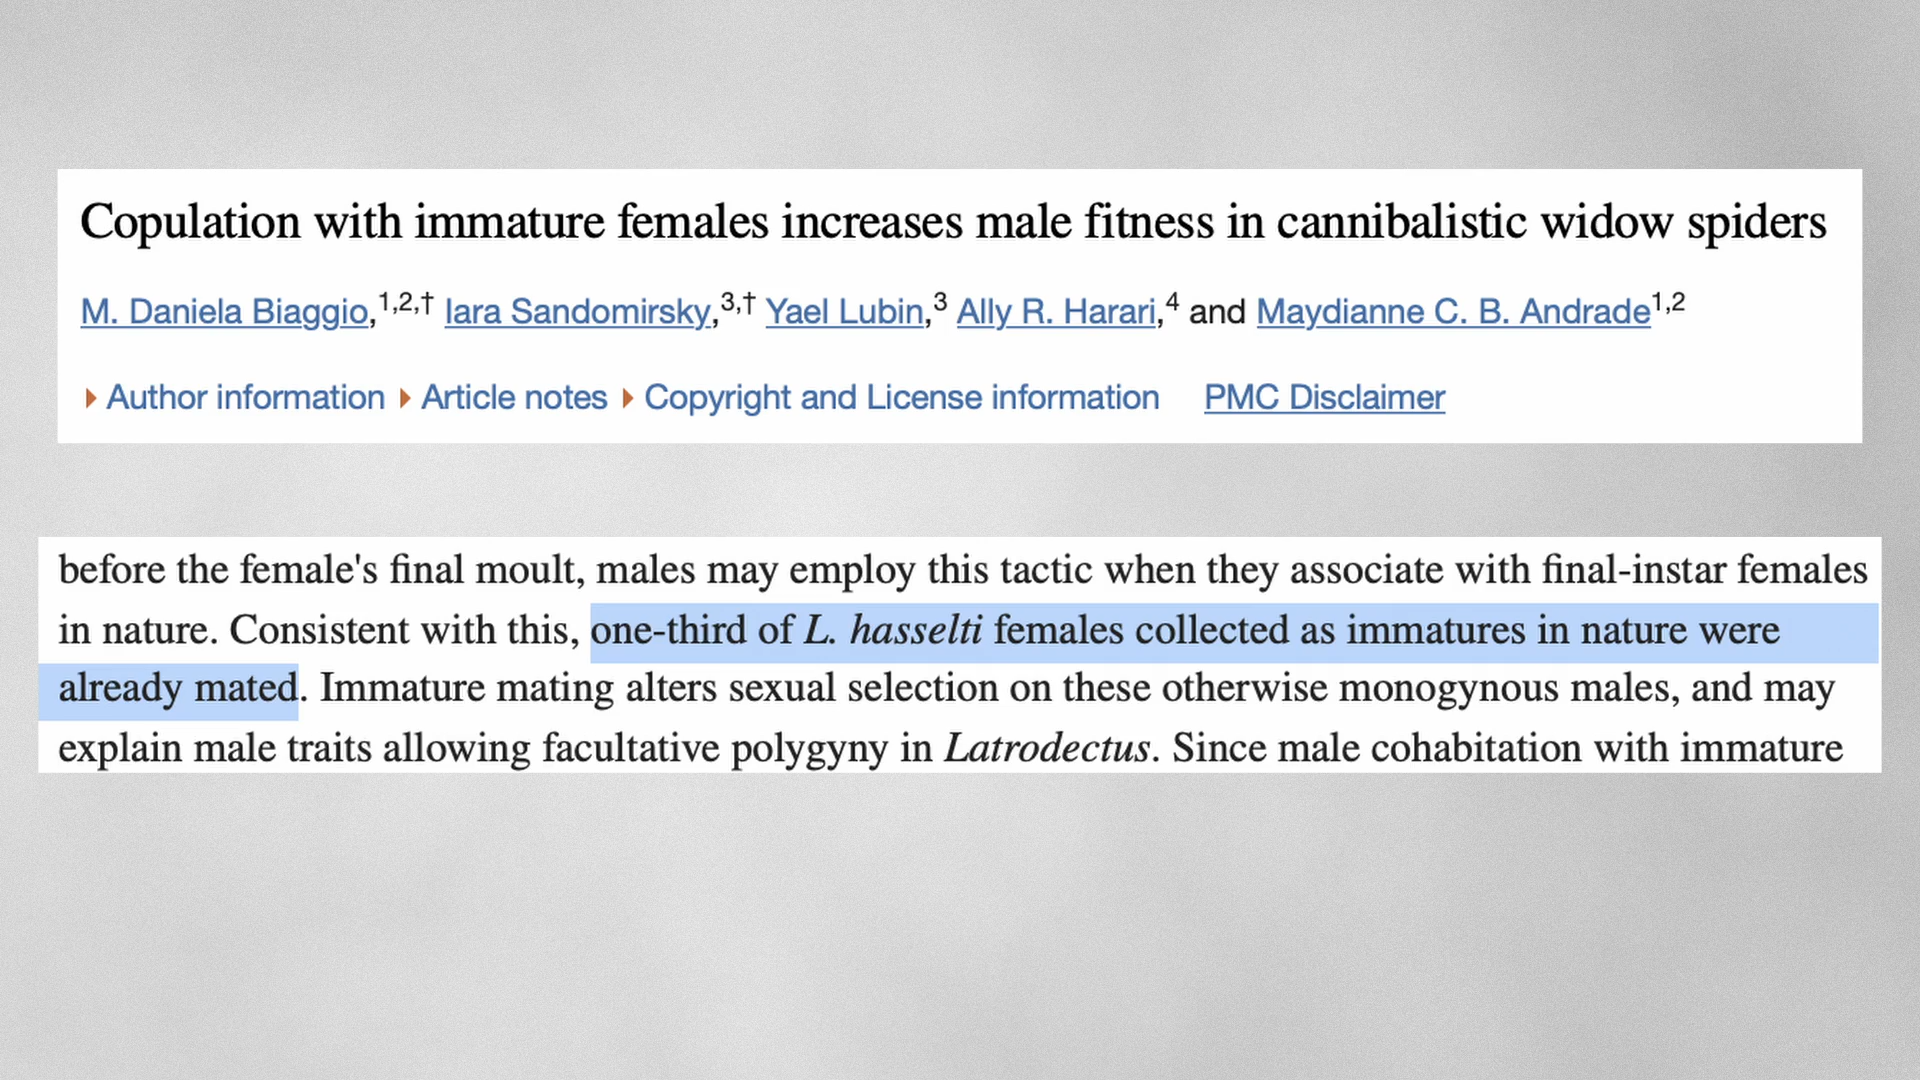 Copulation with immature females increases male fitness in cannibalistic widow spiders
M. Daniela Biaggio,1,2,† Iara Sandomirsky,3,† Yael Lubin,3 Ally R. Harari,4 and Maydianne C. B. Andrade1,2
Author information Article notes Copyright and License information PMC Disclaimer
before the female's final moult, males may employ this tactic when they associate with final-instar females
in nature. Consistent with this, one-third of L. hasselti females collected as immatures in nature were
already mated. Immature mating alters sexual selection on these otherwise monogynous males, and may
explain male traits allowing facultative polygyny in Latrodectus. Since male cohabitation with immature